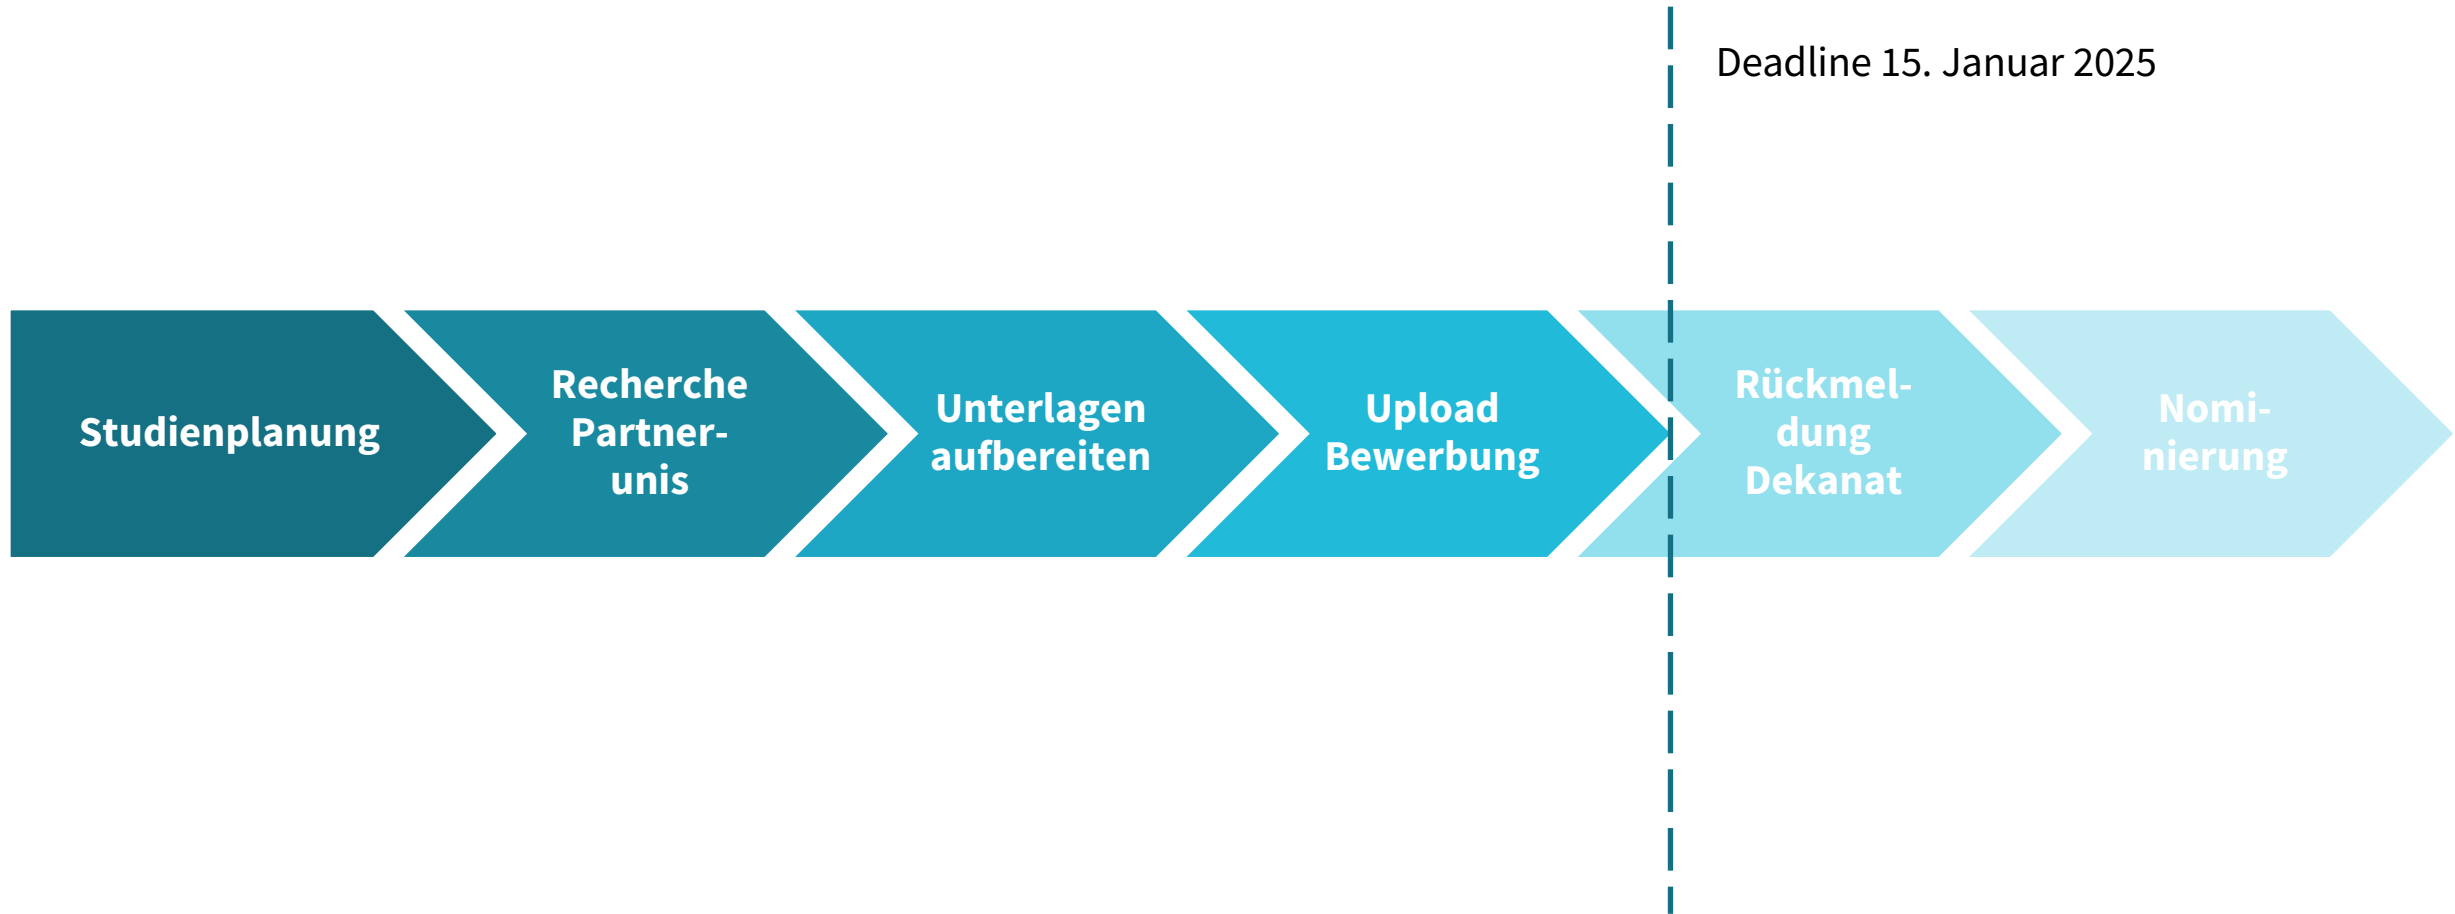 Deadline 15. Januar 2025
Studienplanung
Recherche
Partner-
unis
Unterlagen
aufbereiten
Upload
Bewerbung
Rückmel-
dung
Dekanat
Nomi-
nierung